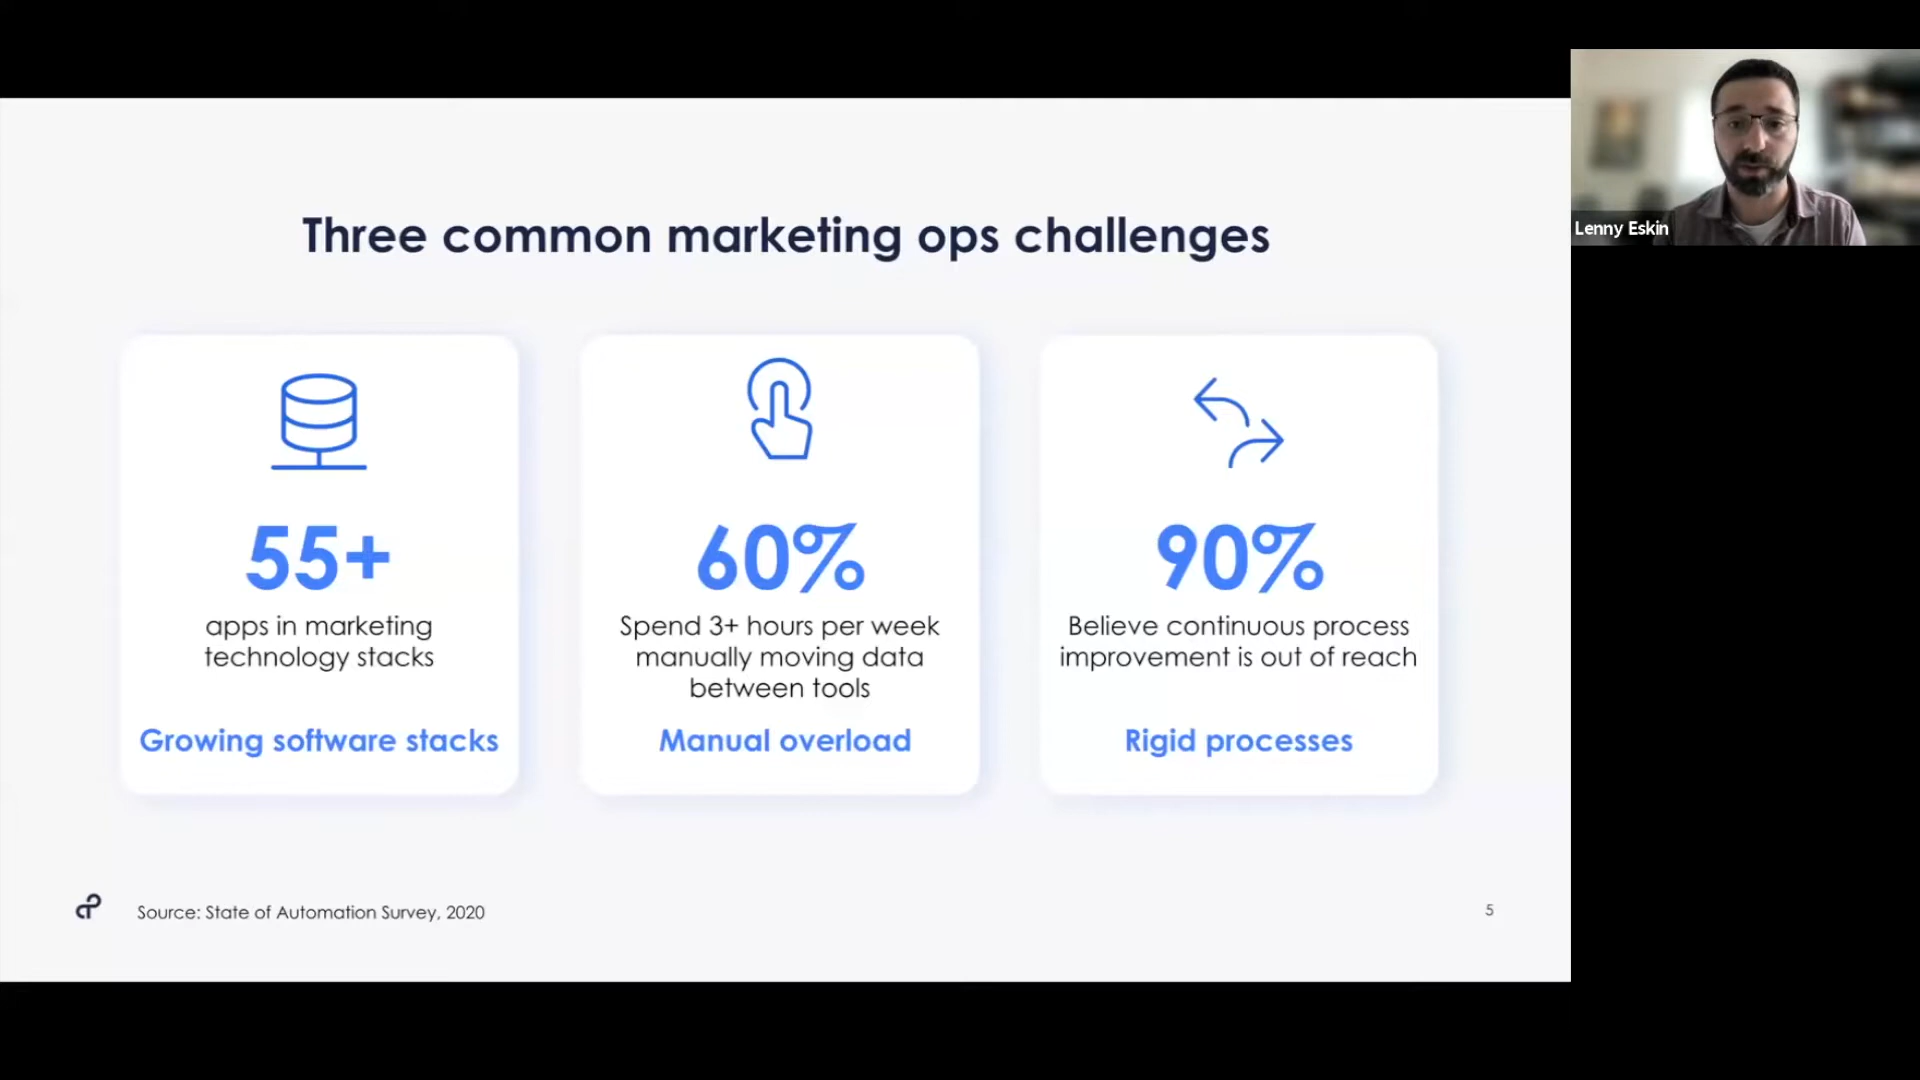 Three common marketing ops challenges
55+
apps in marketing
technology stacks
Growing software stacks
60%
Spend 3+ hours per week
manually moving data
between tools
Manual overload
90%
Believe continuous process
improvement is out of reach
Rigid processes
Source: State of Automation Survey, 2020
5
Lenny Eskin